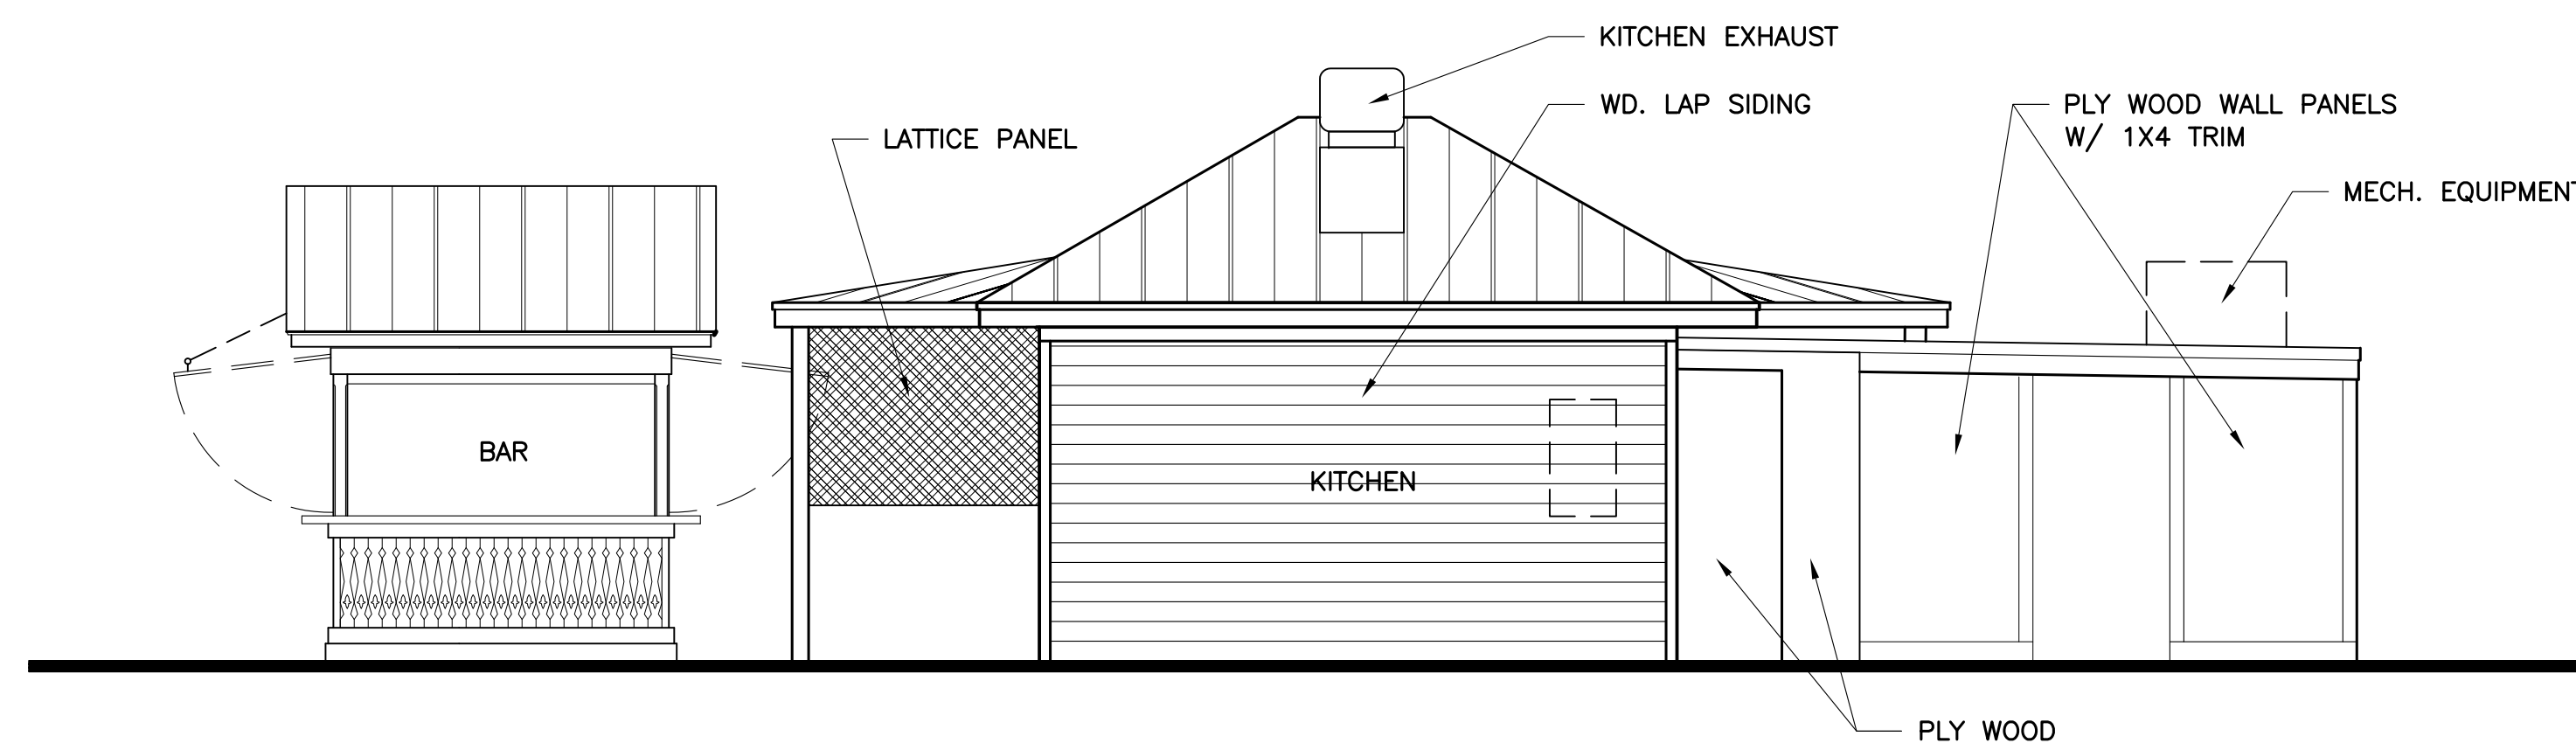 KITCHEN EXHAUST
WD. LAP SIDING
PLY WOOD WALL PANELS
W/ 1X4 TRIM
LATTICE PANEL
MECH. EQUIPMENT
BAR
KITCHEN
PLY WOOD